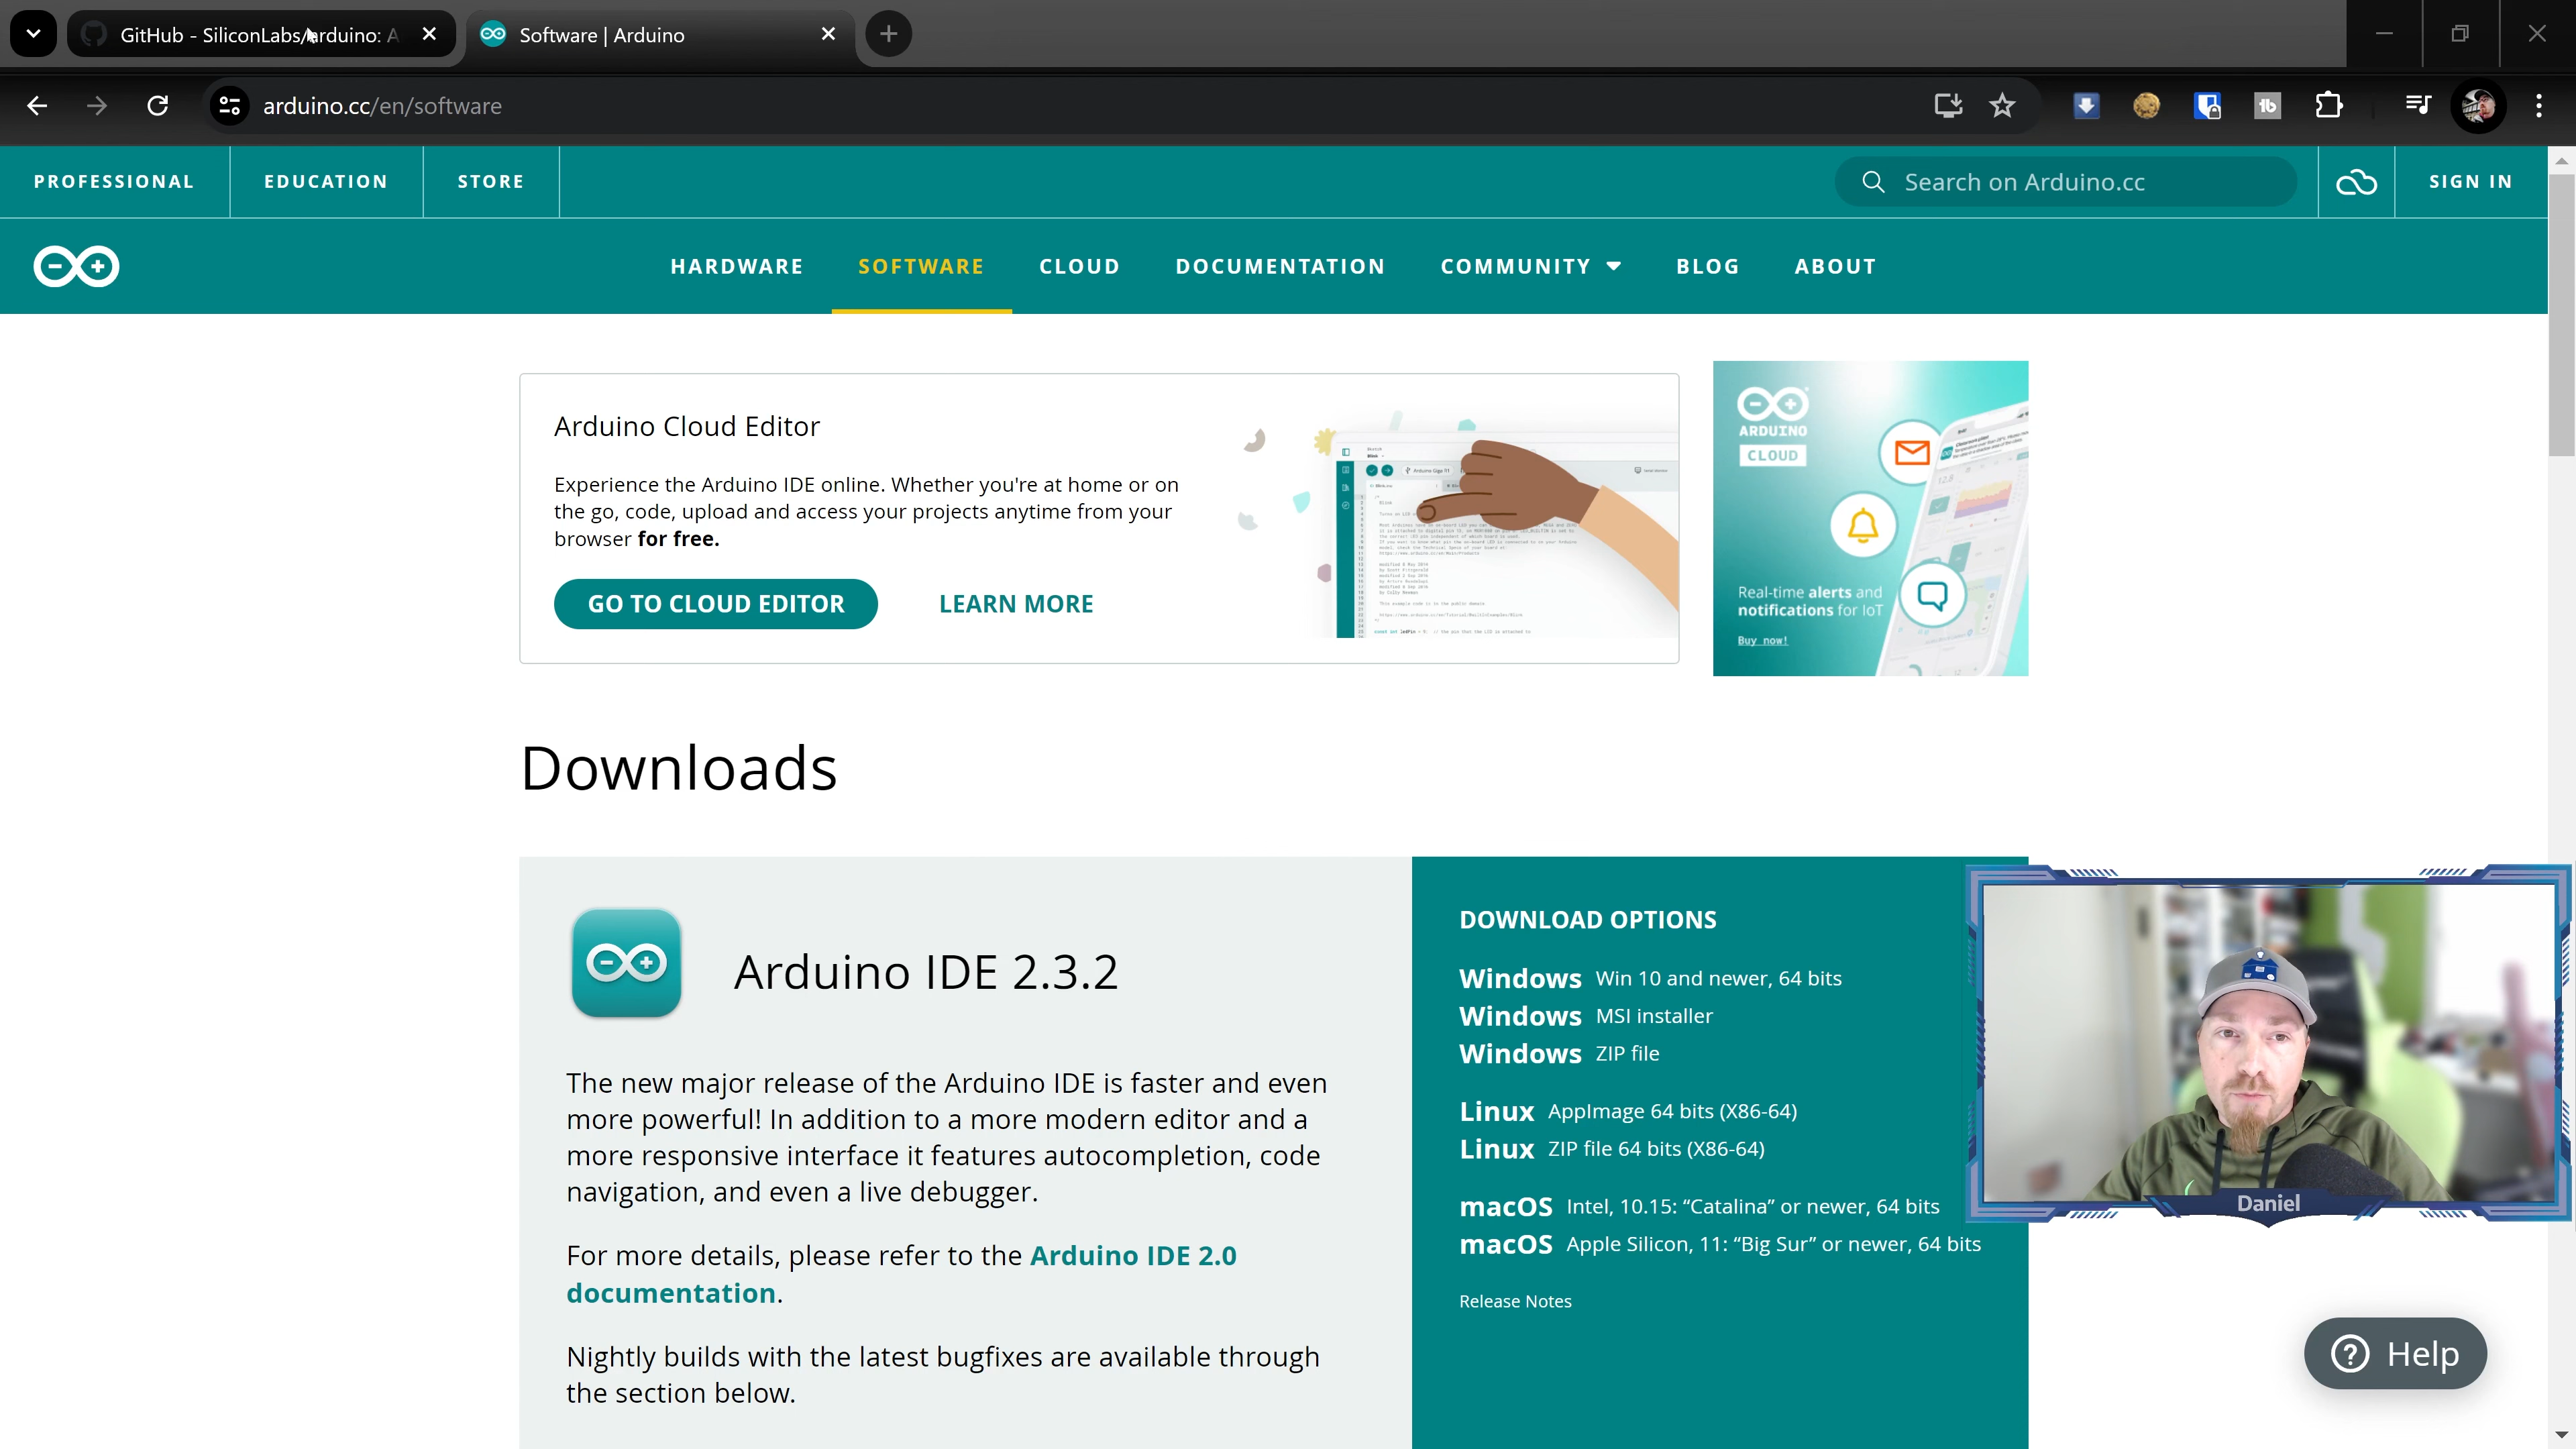 GitHub - SiliconLabs/arduino: A
Software | Arduino
arduino.cc/en/software
PROFESSIONAL
EDUCATION
STORE
Search on Arduino.cc
SIGN IN
HARDWARE
SOFTWARE
CLOUD
DOCUMENTATION
COMMUNITY
BLOG
ABOUT
Arduino Cloud Editor
Experience the Arduino IDE online. Whether you're at home or on
the go, code, upload and access your projects anytime from your
browser for free.
GO TO CLOUD EDITOR
LEARN MORE
ARDUINO
CLOUD
Real-time alerts and
notifications for IoT
Buy now!
Downloads
Arduino IDE 2.3.2
The new major release of the Arduino IDE is faster and even
more powerful! In addition to a more modern editor and a
more responsive interface it features autocompletion, code
navigation, and even a live debugger.
For more details, please refer to the Arduino IDE 2.0
documentation.
Nightly builds with the latest bugfixes are available through
the section below.
DOWNLOAD OPTIONS
Windows Win 10 and newer, 64 bits
Windows MSI installer
Windows ZIP file
Linux AppImage 64 bits (X86-64)
Linux ZIP file 64 bits (X86-64)
macOS Intel, 10.15: “Catalina” or newer, 64 bits
macOS Apple Silicon, 11: “Big Sur” or newer, 64 bits
Release Notes
Daniel
Help